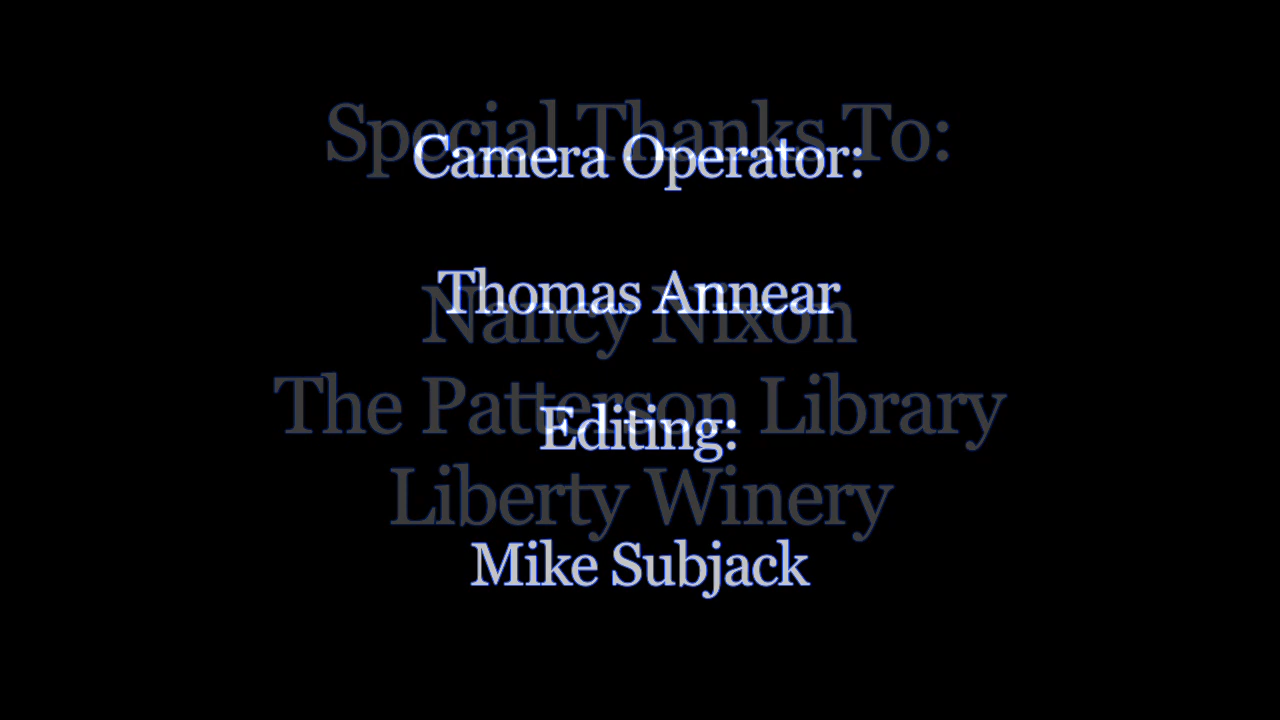 Special Thanks To:
Camera Operator:
Thomas Annear
Nancy Nixon
The Patterson Library
Editing:
Liberty Winery
Mike Subjack